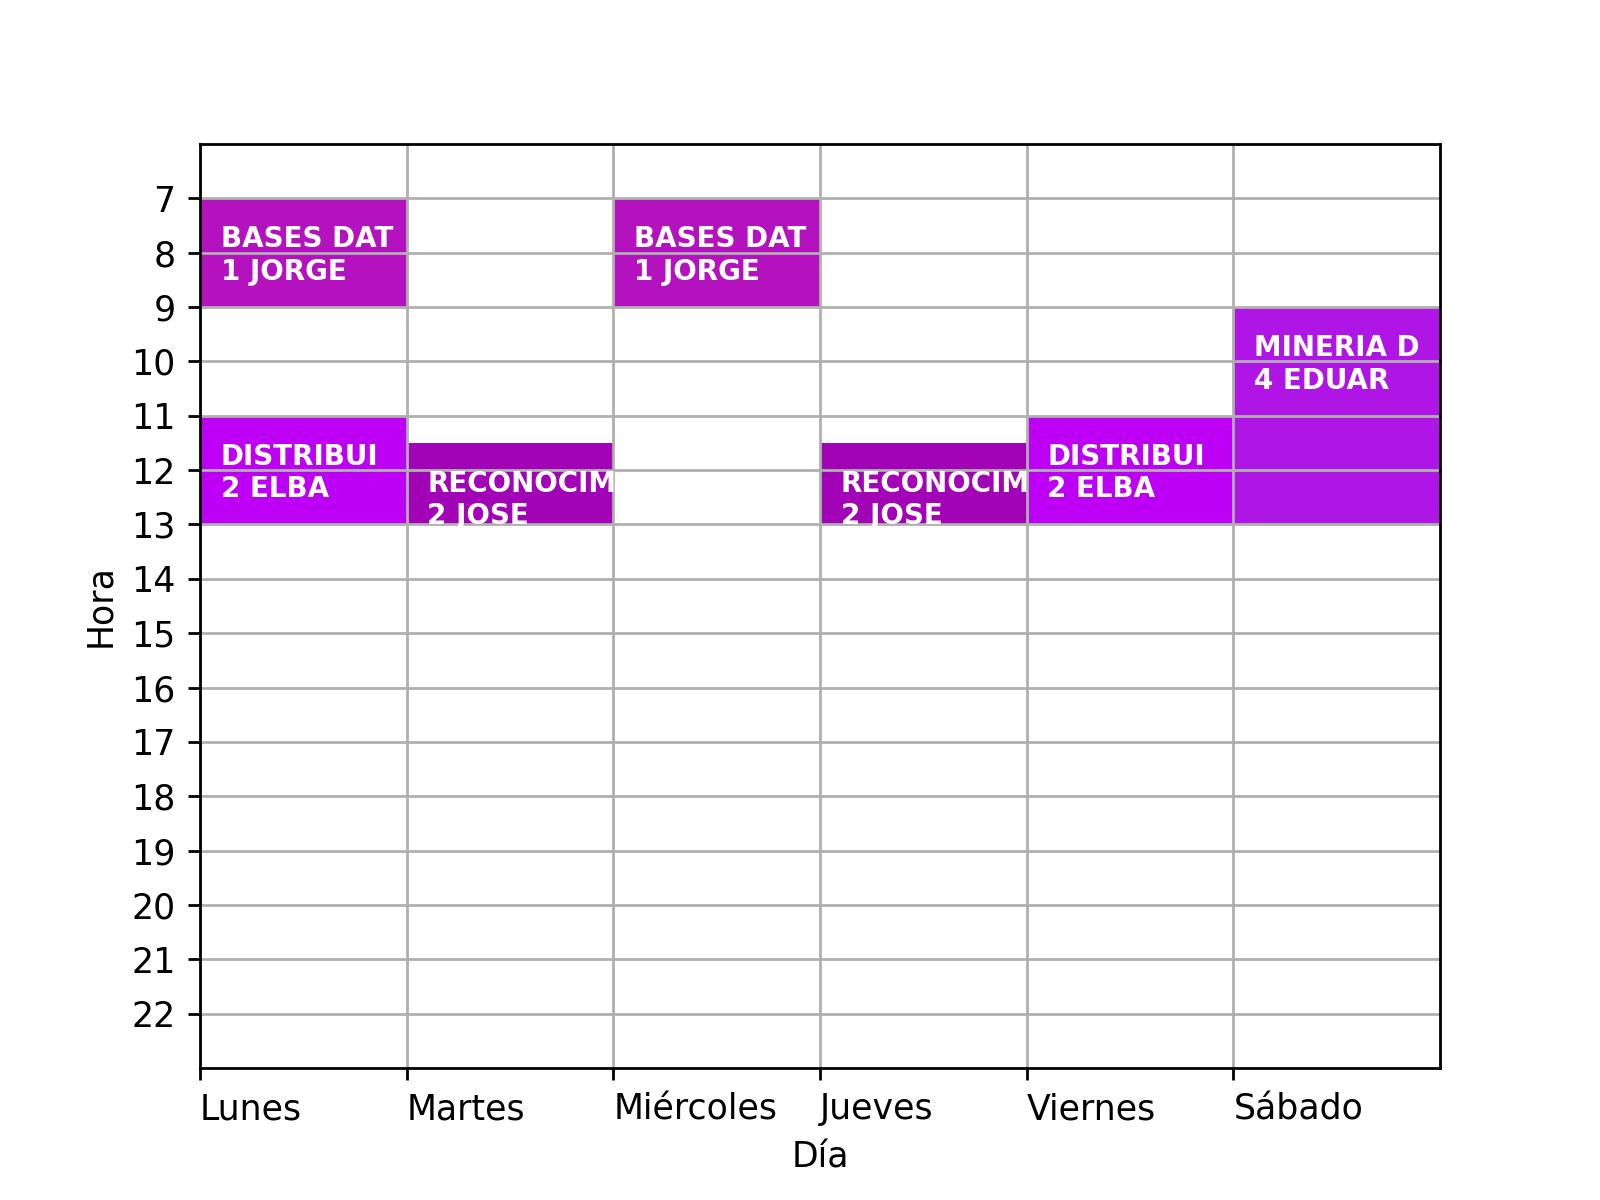 7
BASES DAT
1 JORGE
BASES DAT
1 JORGE
8
9
MINERIA D
4 EDUAR
10
11
DISTRIBUI
2 ELBA
RECONOCIM
2 JOSE
RECONOCIM
2 JOSE
DISTRIBUI
2 ELBA
12
13
14
15
16
17
18
19
20
21
22
Hora
Lunes Martes Miércoles Jueves Viernes Sábado
Día